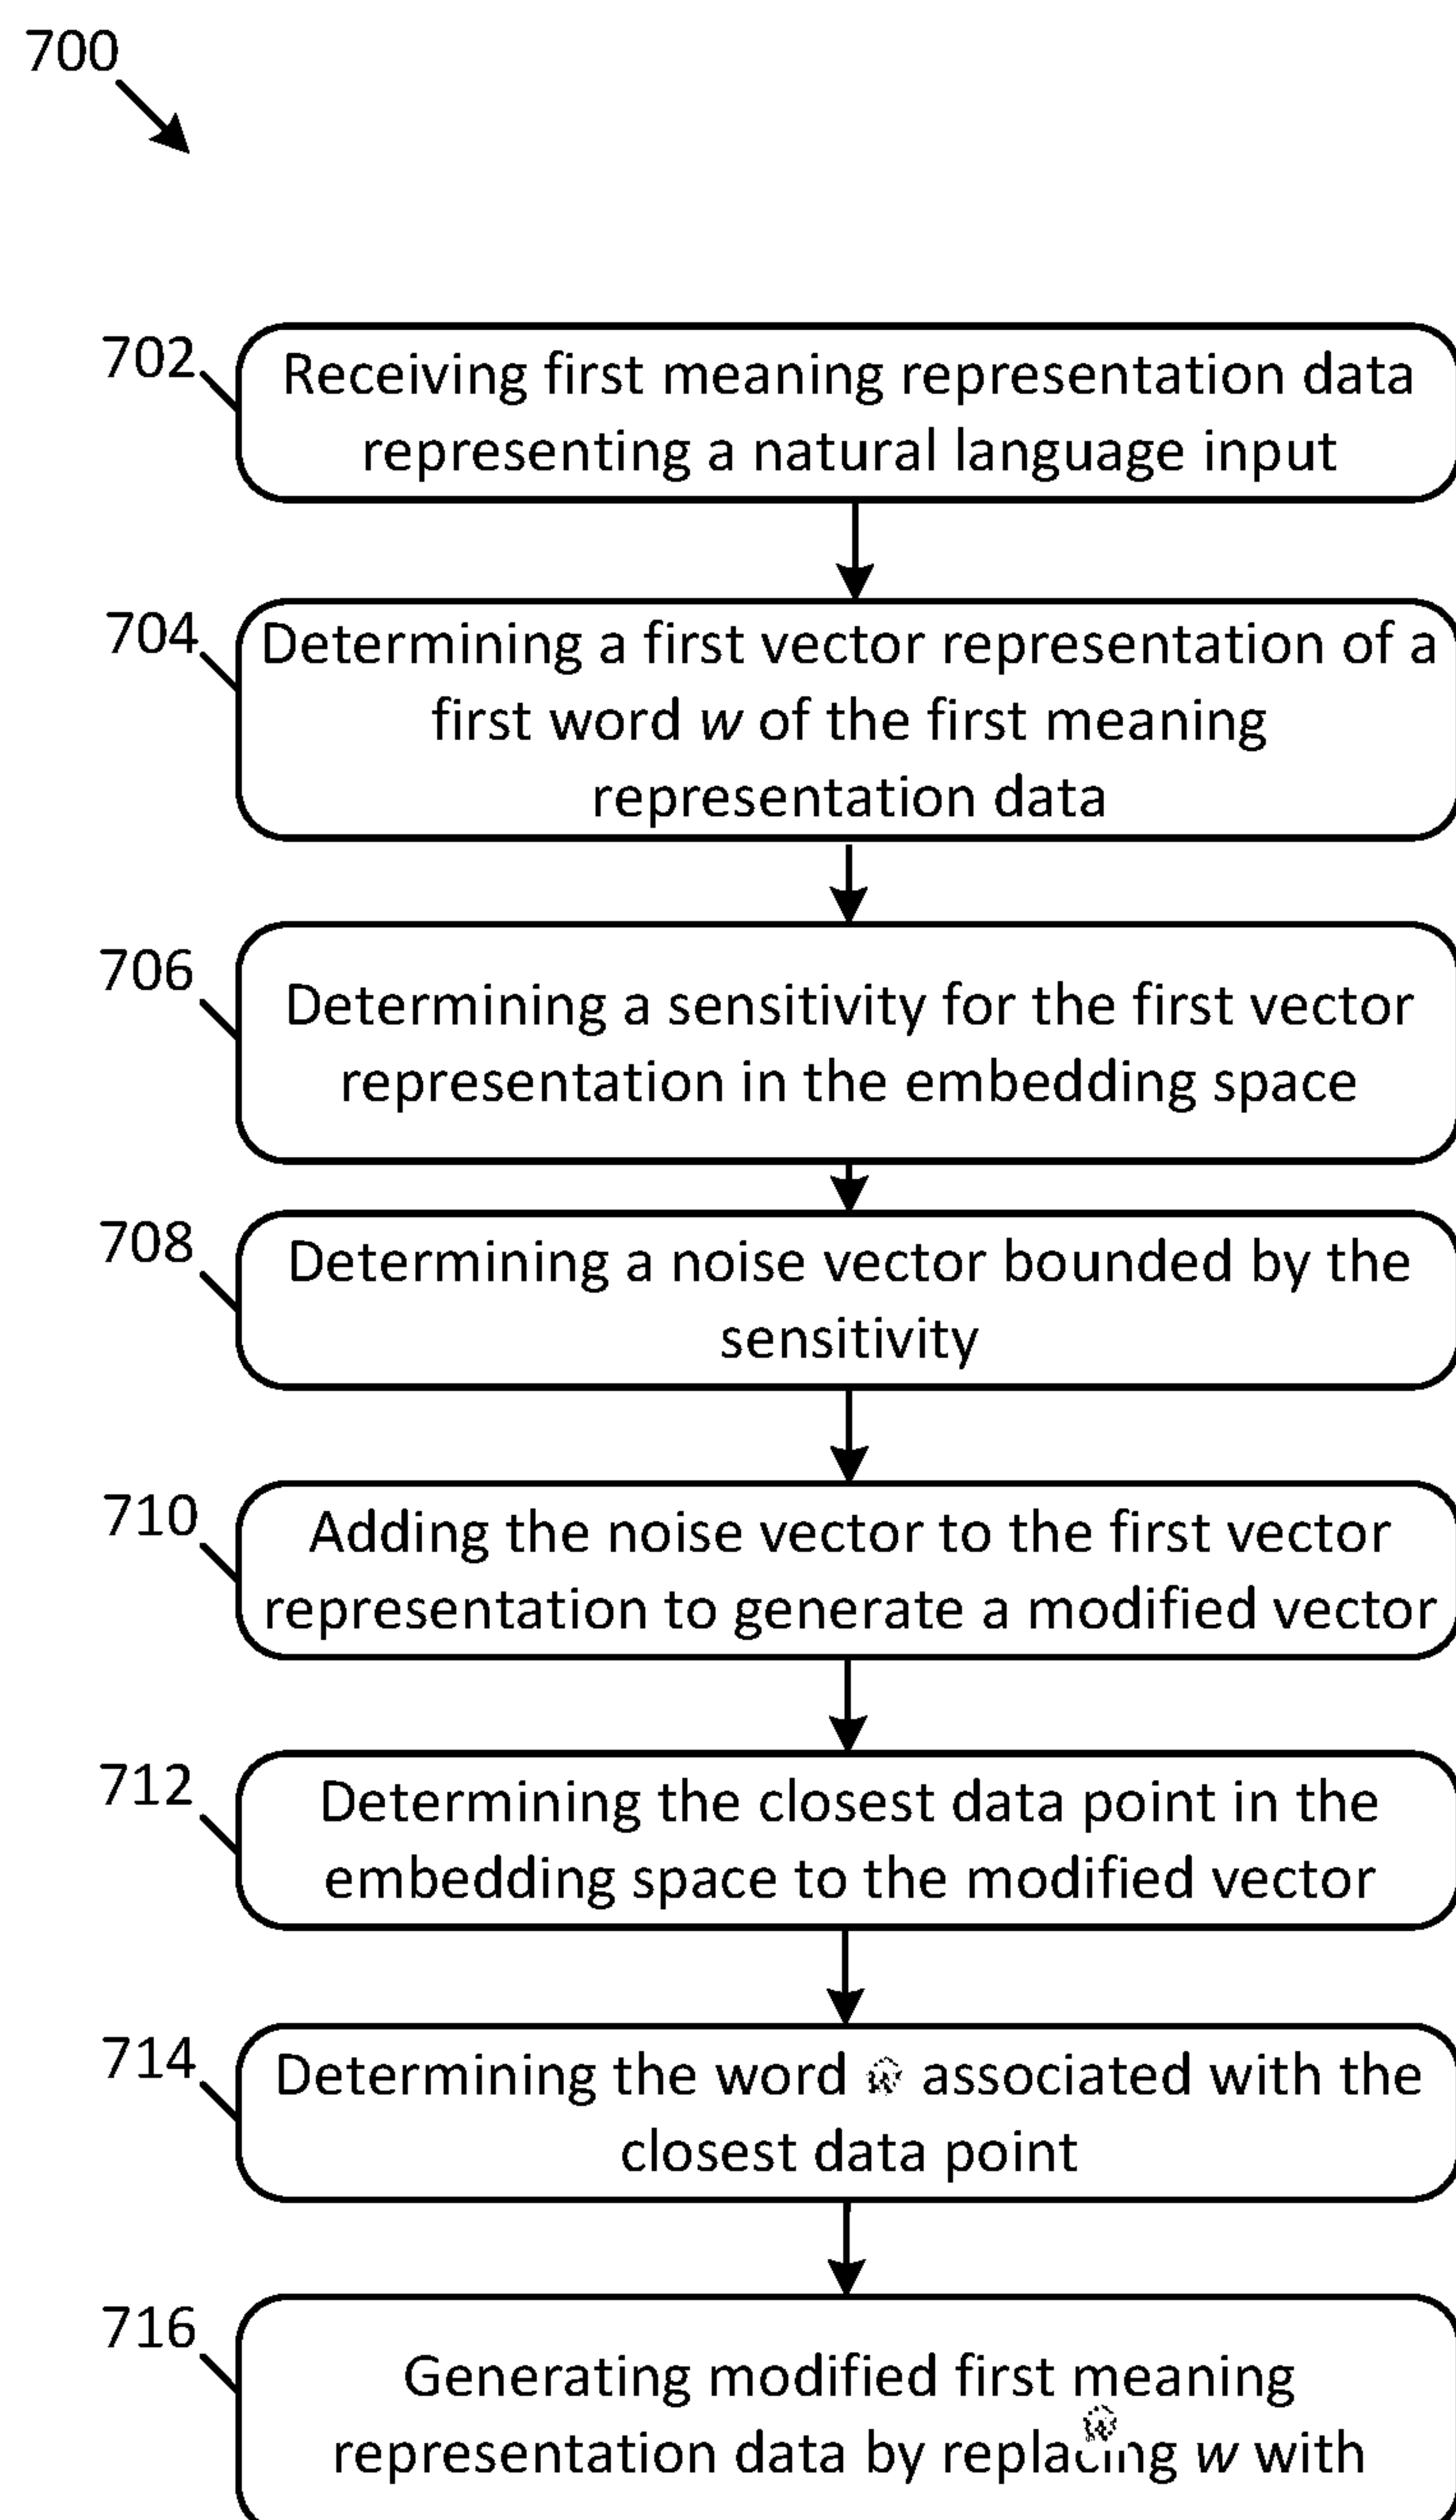 700
702
Receiving first meaning representation data
representing a natural language input
704
Determining a first vector representation of a
first word w of the first meaning
representation data
706
Determining a sensitivity for the first vector
representation in the embedding space
708
Determining a noise vector bounded by the
sensitivity
710
Adding the noise vector to the first vector
representation to generate a modified vector
712
Determining the closest data point in the
embedding space to the modified vector
714
Determining the word associated with the
closest data point
716
Generating modified first meaning
representation data by replacing w with